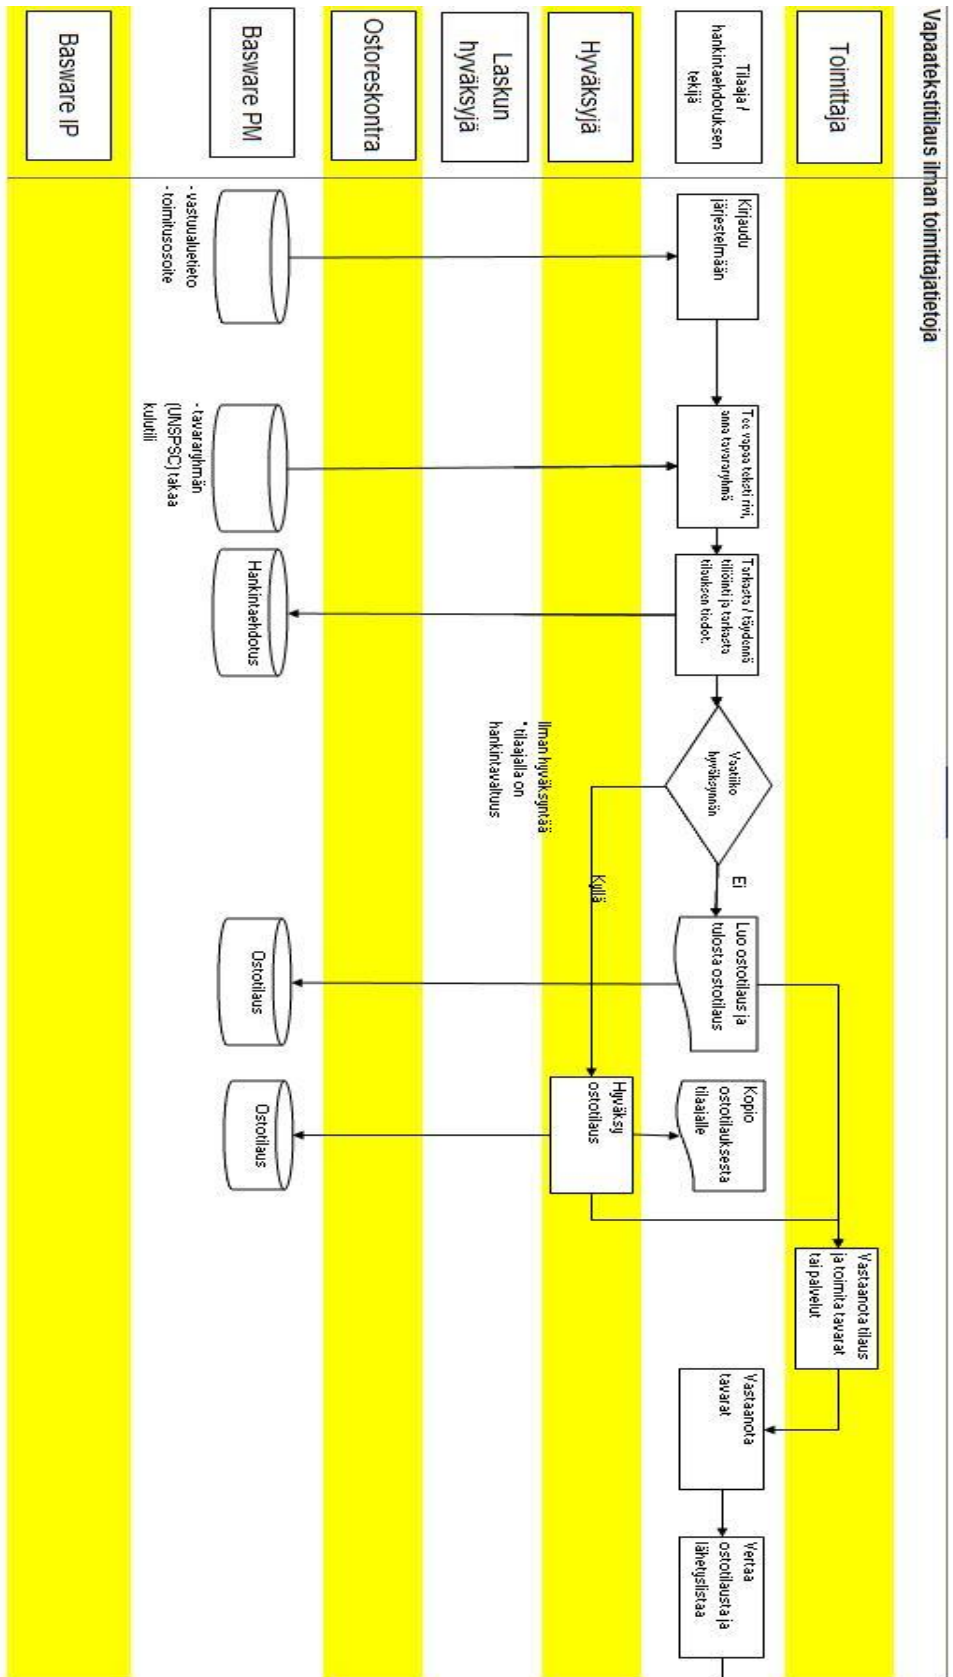 Vapaatekstitilaus ilman toimittajatietoja
Toimittaja
Tilaaja /
hankintaehdotuksen
tekijä
Hyväksyjä
Laskun
hyväksyjä
Ostoreskontra
Basware PM
Basware IP
Kirjaudu
järjestelmään
- vastuualuetieto
- toimitusosoite
Tee vapaa teksti rivi,
anna tavararyhmä
- tavararyhmän
(UNSPSC) takaa
kulutili
Tarkasta / täydennä
tiliöinti ja tarkasta
tilauksen tiedot.
Hankintaehdotus
Vaatiiko
hyväksynnän
Ilman hyväksyntää
* tilaajalla on
hankintavaltuus
Ei
Kyllä
Luo ostotilaus ja
tulosta ostotilaus
Ostotilaus
Kopio
ostotilauksesta
tilaajalle
Hyväksy
ostotilaus
Ostotilaus
Vastaanota tilaus
ja toimita tavarat
tai palvelut
Vastaanota
tavarat
Vertaa
ostotilausta ja
lähetyslistaa